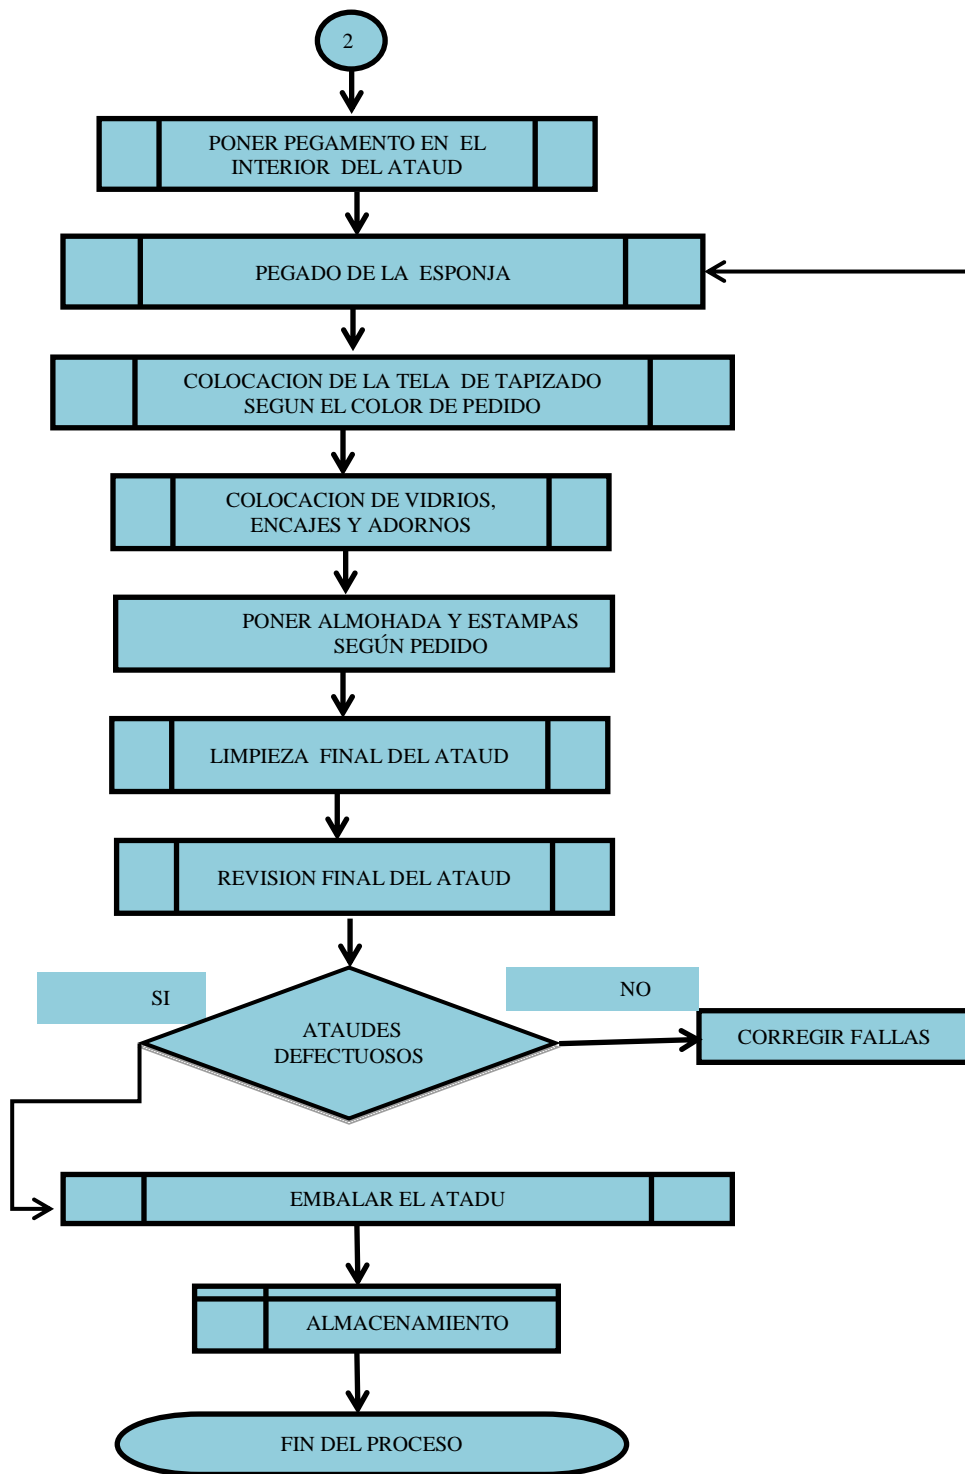 2
PONER PEGAMENTO EN EL
INTERIOR DEL ATAUD
PEGADO DE LA ESPONJA
COLOCACION DE LA TELA DE TAPIZADO
SEGUN EL COLOR DE PEDIDO
COLOCACION DE VIDRIOS,
ENCAJES Y ADORNOS
PONER ALMOHADA Y ESTAMPAS
SEGÚN PEDIDO
LIMPIEZA FINAL DEL ATAUD
REVISION FINAL DEL ATAUD
SI
NO
ATAUDES
DEFECTUOSOS
CORREGIR FALLAS
EMBALAR EL ATADU
ALMACENAMIENTO
FIN DEL PROCESO